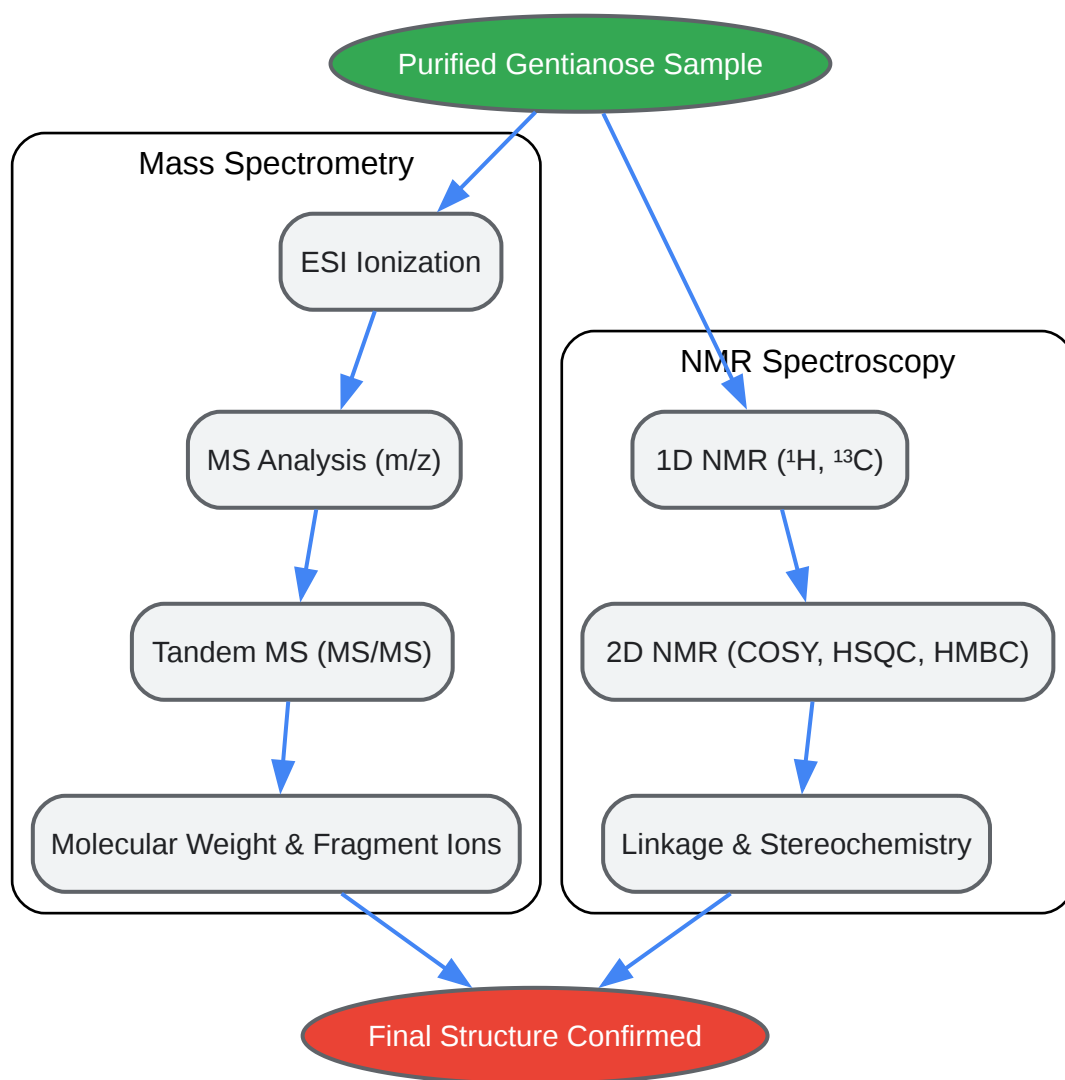 Purified Gentianose Sample
Mass Spectrometry
ESI Ionization
MS Analysis (m/z)
Tandem MS (MS/MS)
Molecular Weight & Fragment Ions
NMR Spectroscopy
1D NMR (¹H, ¹³C)
2D NMR (COSY, HSQC, HMBC)
Linkage & Stereochemistry
Final Structure Confirmed